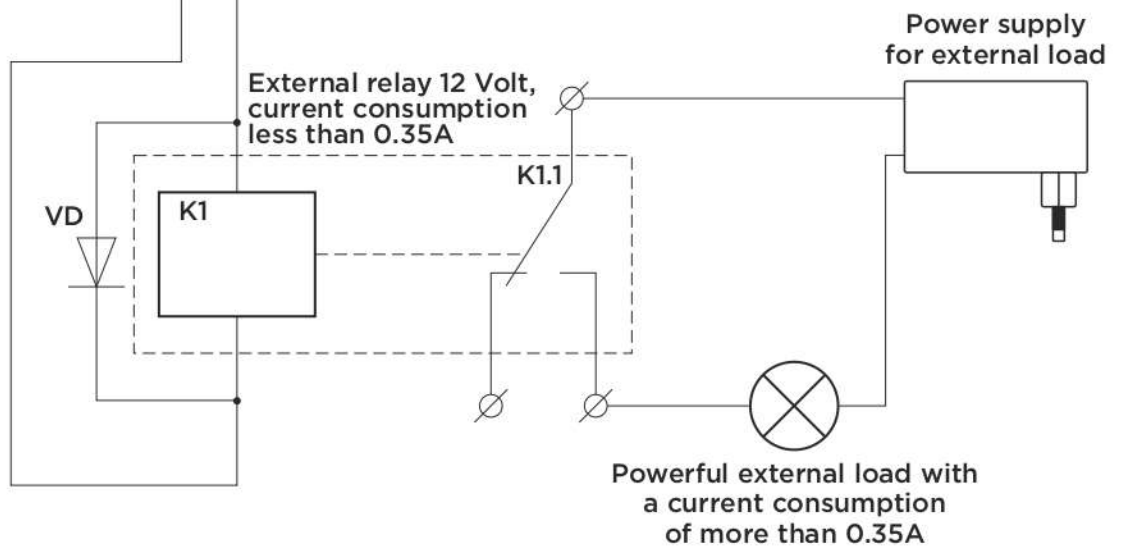 Power supply
for external load
External relay 12 Volt,
current consumption
less than 0.35A
K1.1
K1
VD
Powerful external load with
a current consumption
of more than 0.35A